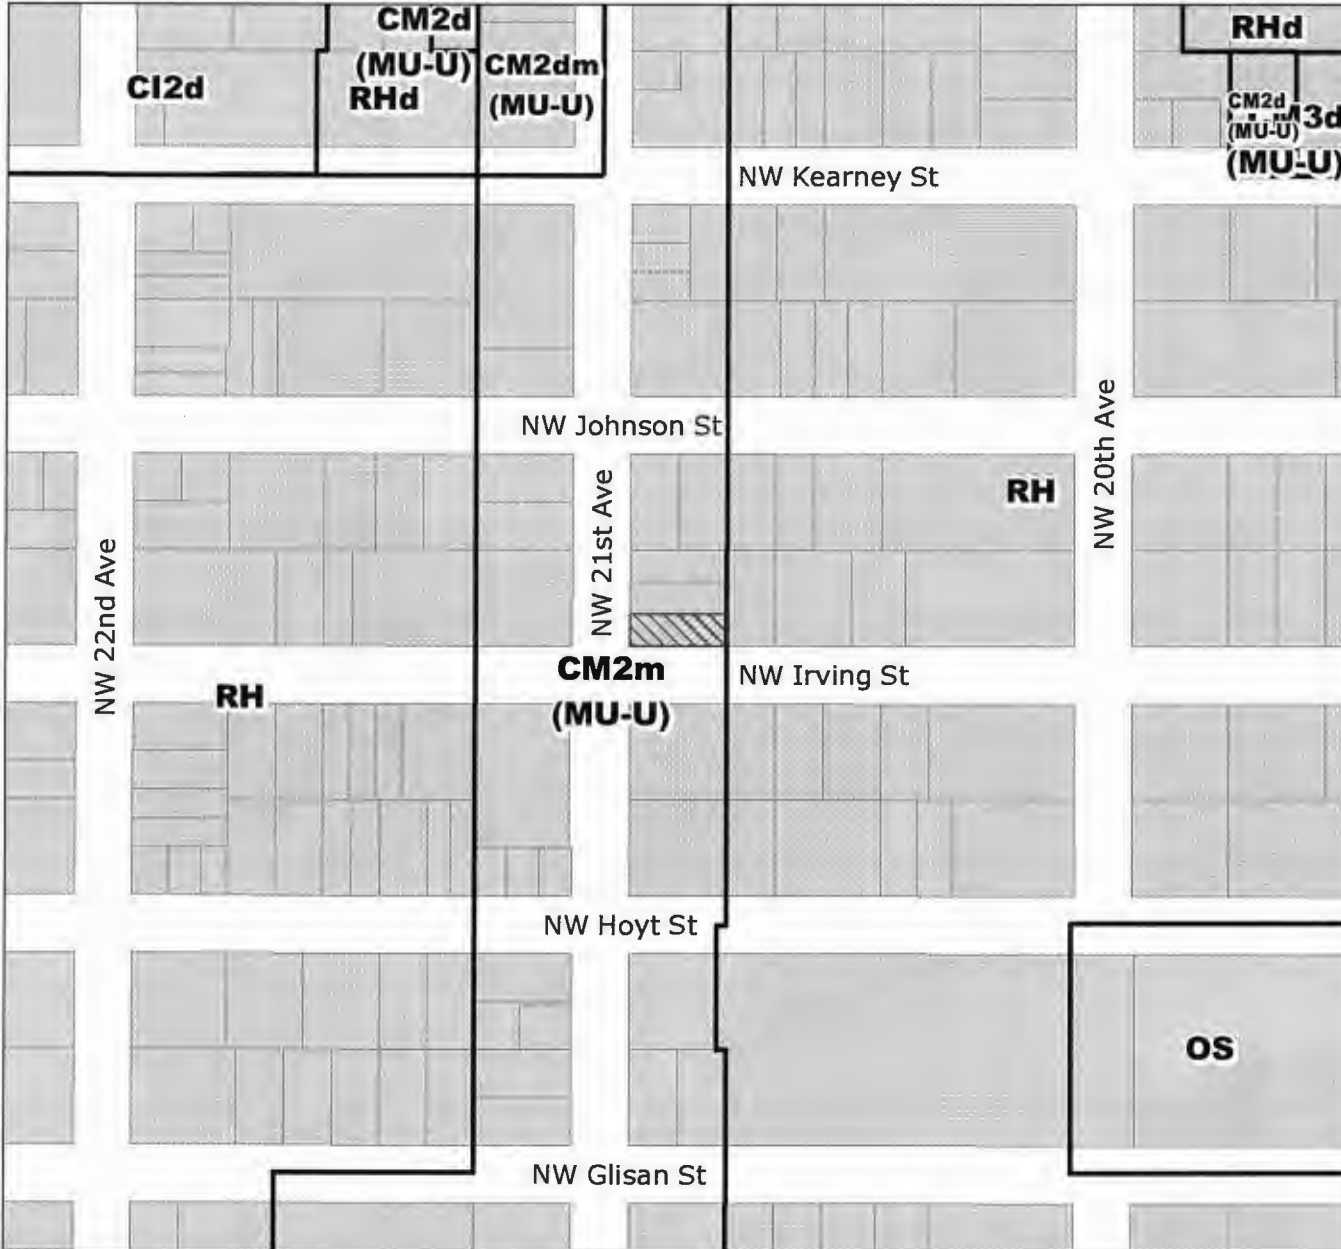 CM2d
(MU-U)
RHd
CI2d
CM2dm
(MU-U)
RHd
CM2d
(MU-U)
M3d
(MU-U)
NW Kearney St
NW Johnson St
NW 20th Ave
RH
NW 21st Ave
NW 22nd Ave
CM2m
(MU-U)
NW Irving St
RH
NW Hoyt St
OS
NW Glisan St